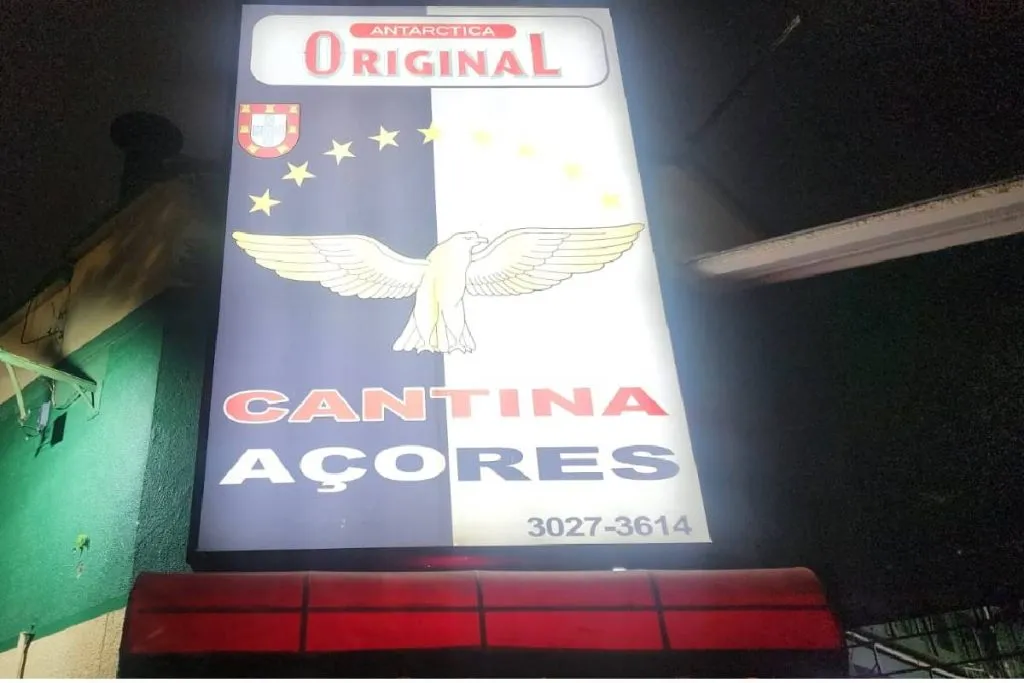 ANTARCTICA
ORIGINAL
CANTINA
AÇORES
3027-3614